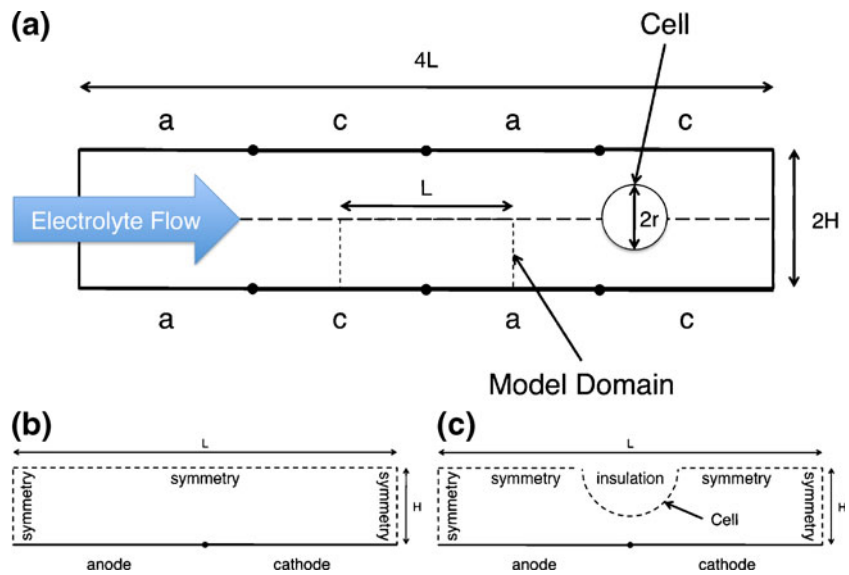 (a)
Cell
4L
a c a c
L
Electrolyte Flow
2r
2H
a c a c
Model Domain
(b)
L
symmetry
symmetry
symmetry
H
anode cathode
(c)
L
symmetry
symmetry
insulation
symmetry
symmetry
Cell
H
anode cathode